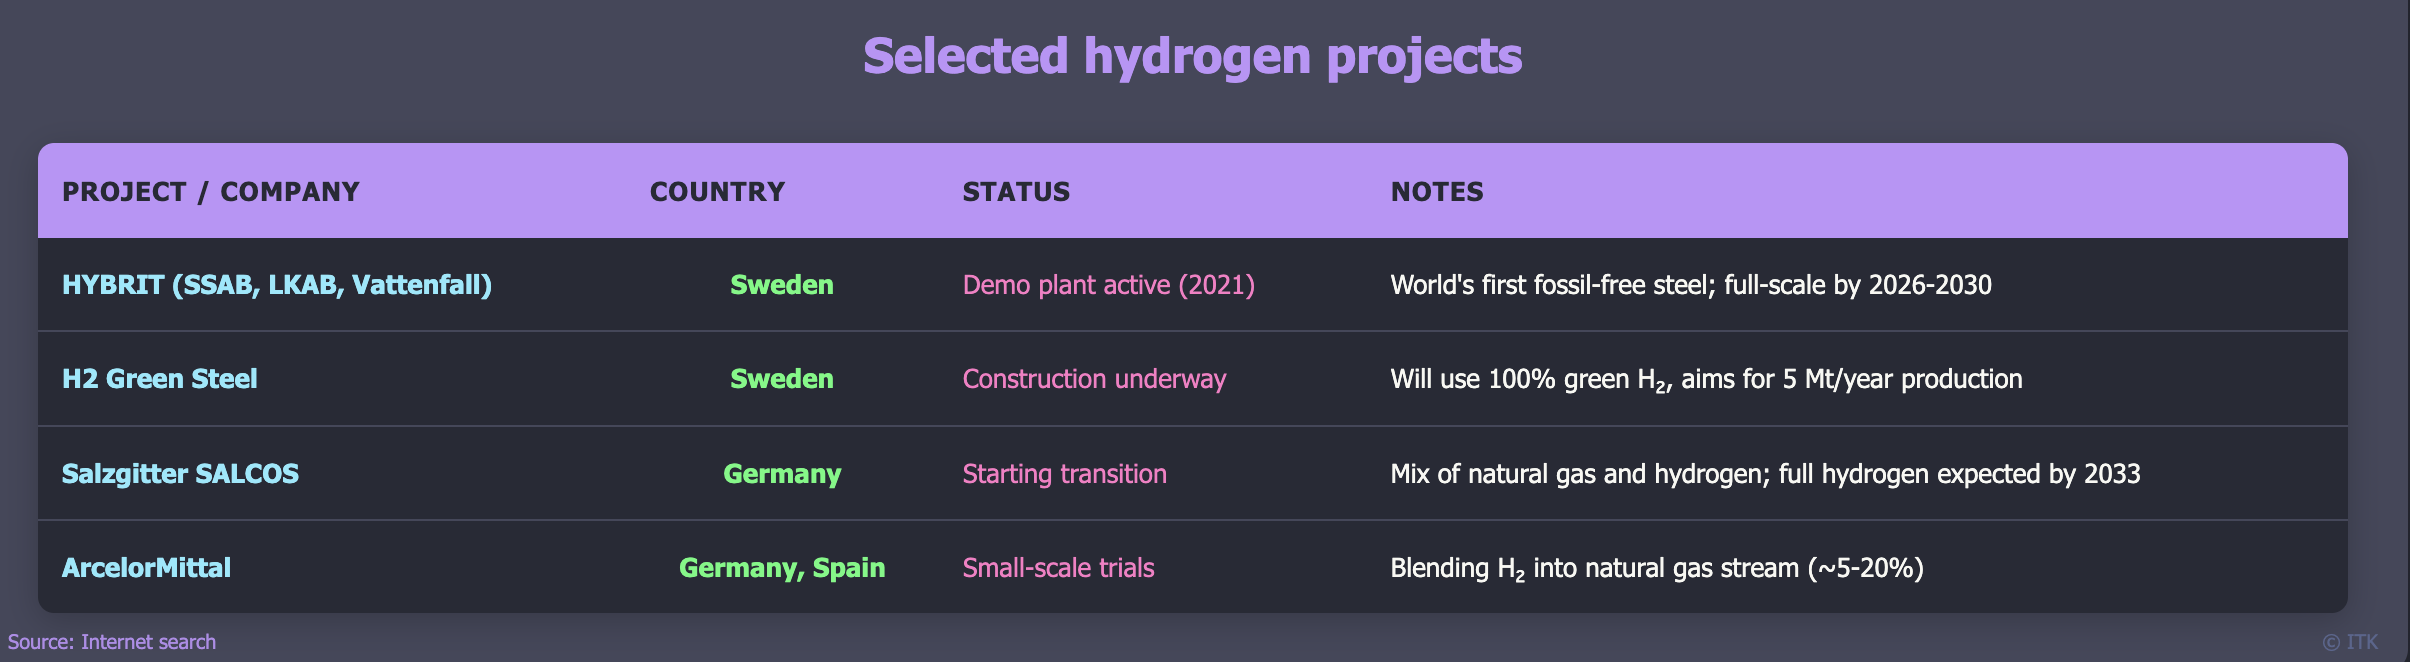 Selected hydrogen projects
PROJECT / COMPANY COUNTRY STATUS NOTES
HYBRIT (SSAB, LKAB, Vattenfall) Sweden Demo plant active (2021) World's first fossil-free steel; full-scale by 2026-2030
H2 Green Steel Sweden Construction underway Will use 100% green H₂, aims for 5 Mt/year production
Salzgitter SALCOS Germany Starting transition Mix of natural gas and hydrogen; full hydrogen expected by 2033
ArcelorMittal Germany, Spain Small-scale trials Blending H₂ into natural gas stream (~5-20%)
Source: Internet search © ITK